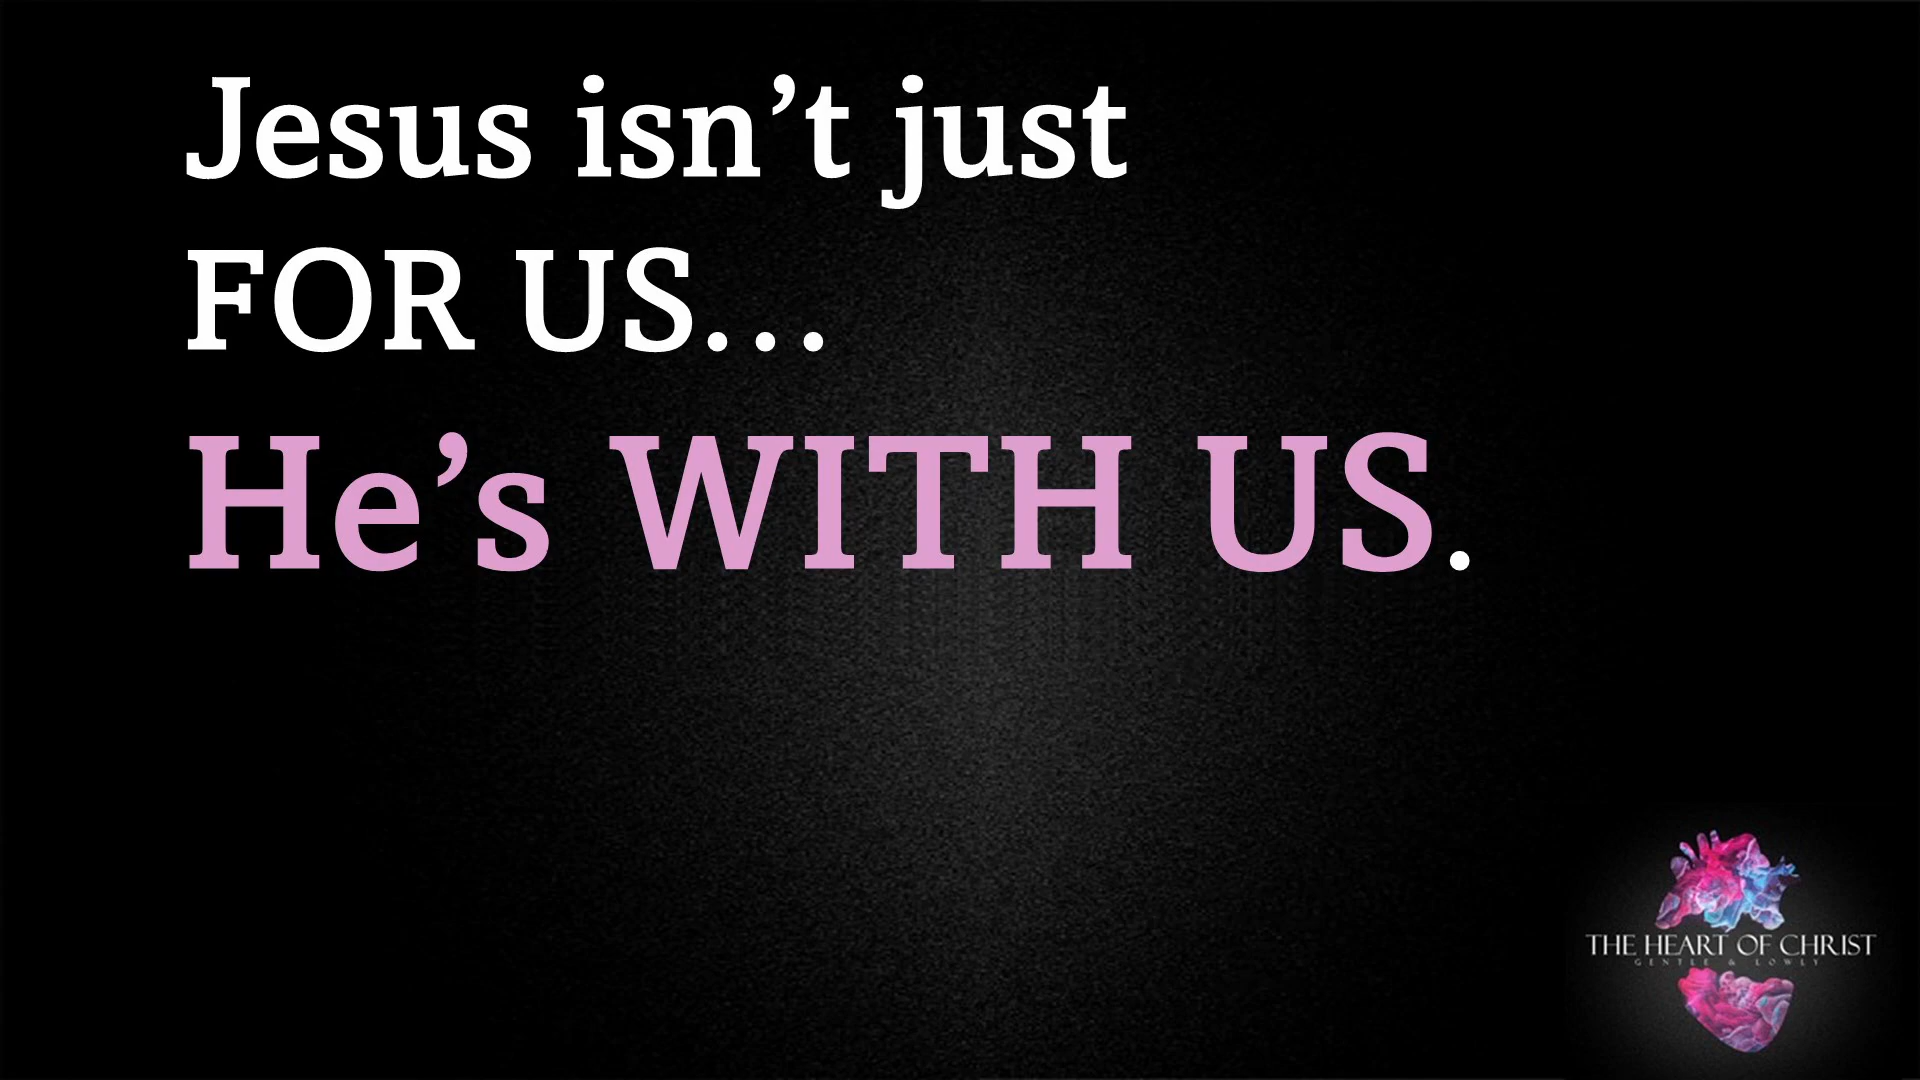 Jesus isn’t just
FOR US...
He’s WITH US.
THE HEART OF CHRIST
GENTLE & LOWLY